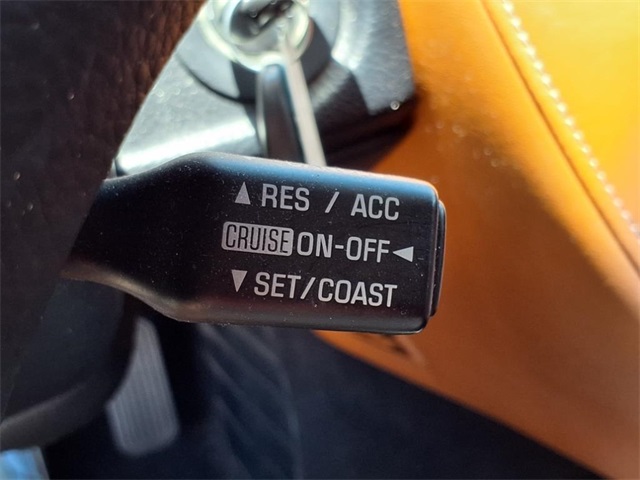 ▲ RES / ACC
CRUISE ON-OFF ◄
▼ SET/COAST